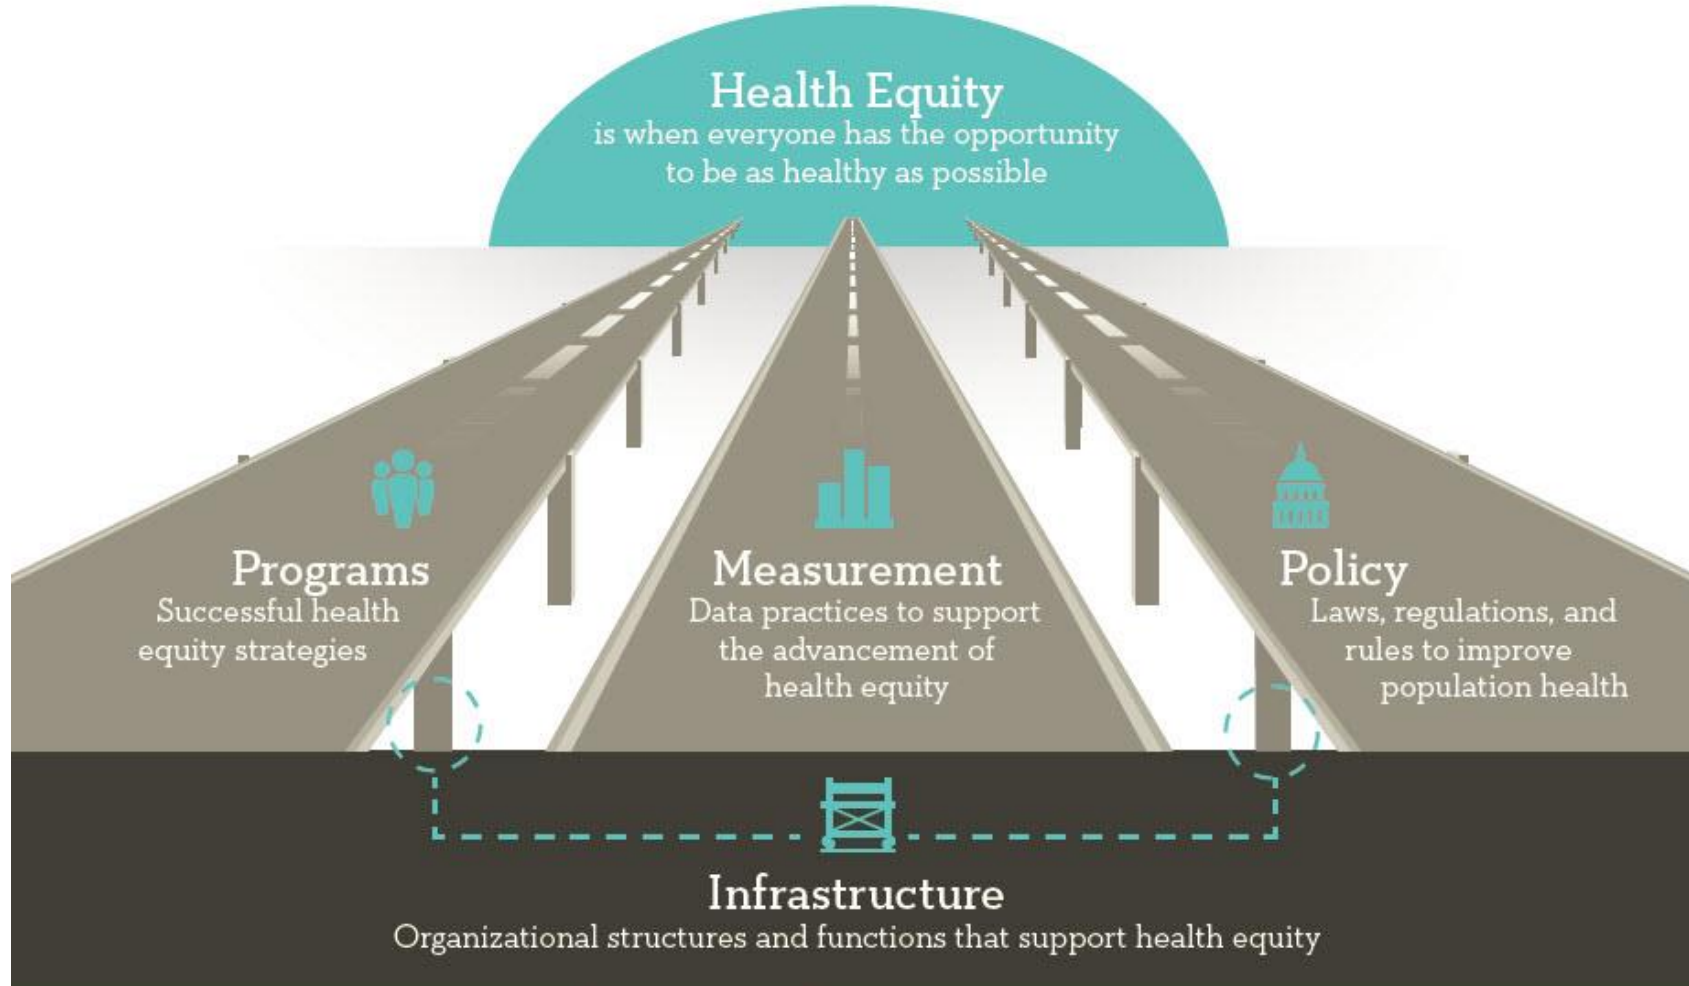 Health Equity
is when everyone has the opportunity
to be as healthy as possible
Programs
Successful health
equity strategies
Measurement
Data practices to support
the advancement of
health equity
Policy
Laws, regulations, and
rules to improve
population health
Infrastructure
Organizational structures and functions that support health equity